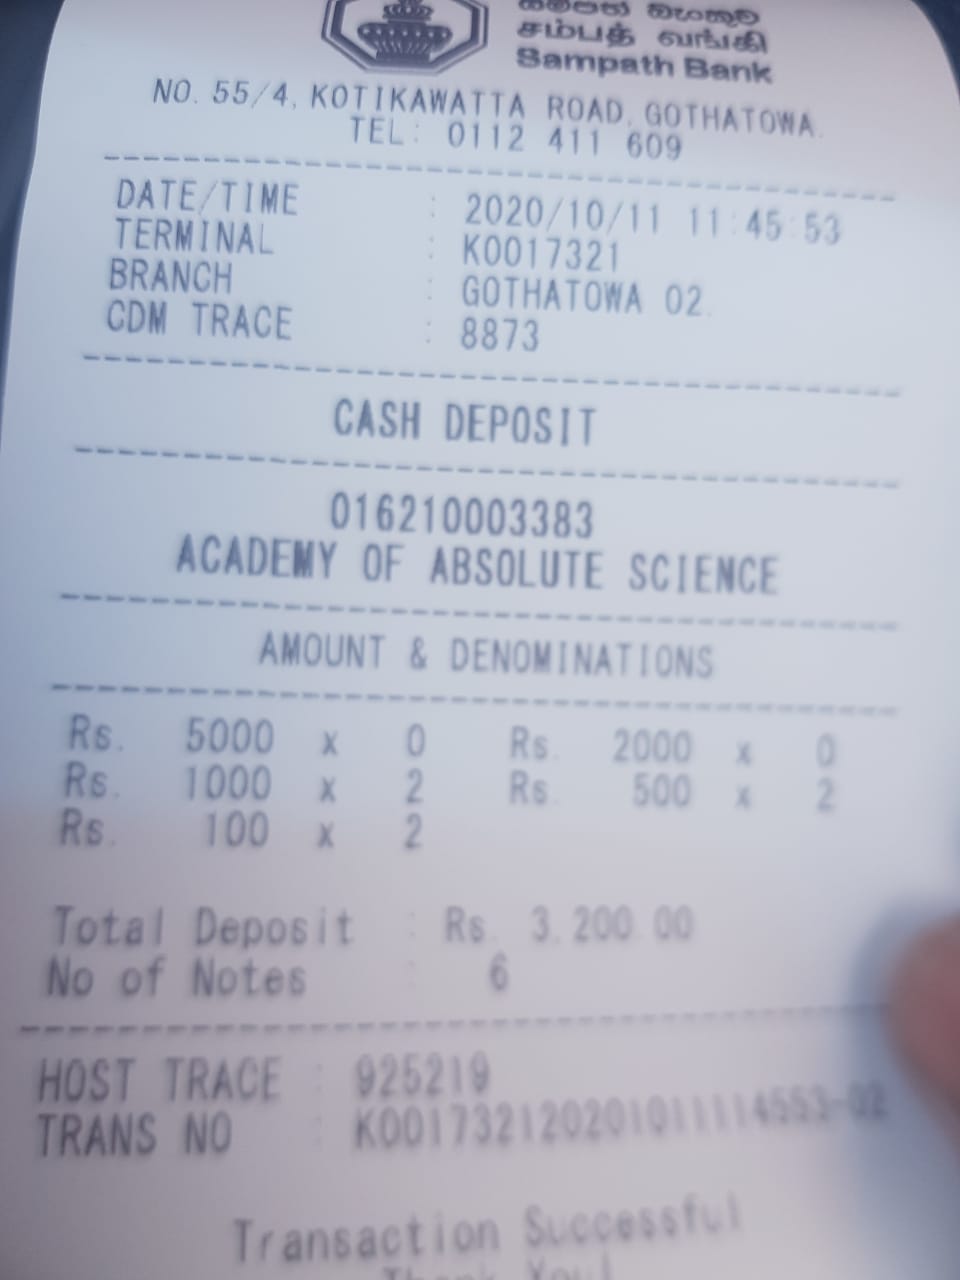 සම්පත් බැංකුව
சம்பத் வங்கி
Sampath Bank
NO. 55/4, KOTIKAWATTA ROAD, GOTHATOWA.
TEL: 0112 411 609
DATE/TIME : 2020/10/11 11:45:53
TERMINAL : K0017321
BRANCH : GOTHATOWA 02.
CDM TRACE : 8873
CASH DEPOSIT
016210003383
ACADEMY OF ABSOLUTE SCIENCE
AMOUNT & DENOMINATIONS
Rs. 5000 x 0 Rs. 2000 x 0
Rs. 1000 x 2 Rs. 500 x 2
Rs. 100 x 2
Total Deposit : Rs. 3,200.00
No of Notes : 6
HOST TRACE : 925219
TRANS NO : K001732120201011114553-02
Transaction Successful
Thank You!